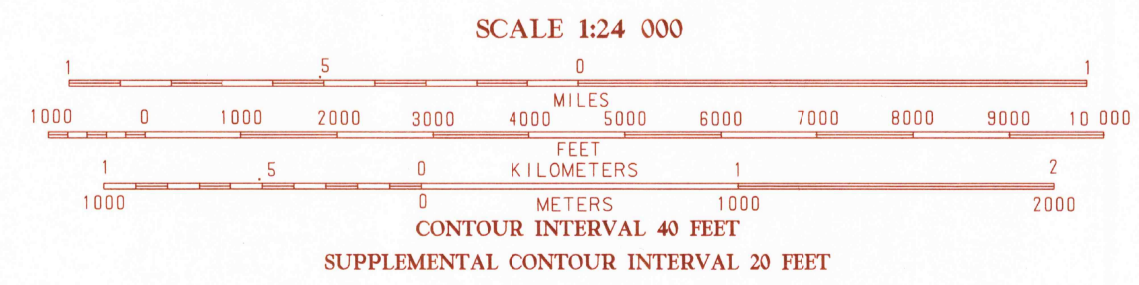 SCALE 1:24 000
1 .5 0 1
MILES
1000 0 1000 2000 3000 4000 5000 6000 7000 8000 9000 10 000
FEET
1 .5 0 KILOMETERS 1 2
1000 0 METERS 1000 2000
CONTOUR INTERVAL 40 FEET
SUPPLEMENTAL CONTOUR INTERVAL 20 FEET